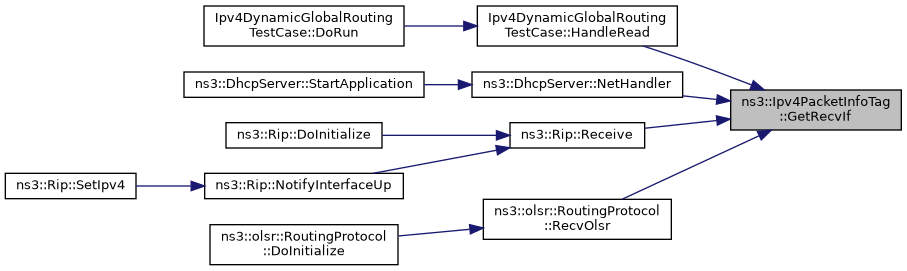 Ipv4DynamicGlobalRouting
TestCase::DoRun
Ipv4DynamicGlobalRouting
TestCase::HandleRead
ns3::DhcpServer::StartApplication
ns3::DhcpServer::NetHandler
ns3::Ipv4PacketInfoTag
::GetRecvIf
ns3::Rip::DoInitialize
ns3::Rip::Receive
ns3::Rip::SetIpv4
ns3::Rip::NotifyInterfaceUp
ns3::olsr::RoutingProtocol
::RecvOlsr
ns3::olsr::RoutingProtocol
::DoInitialize